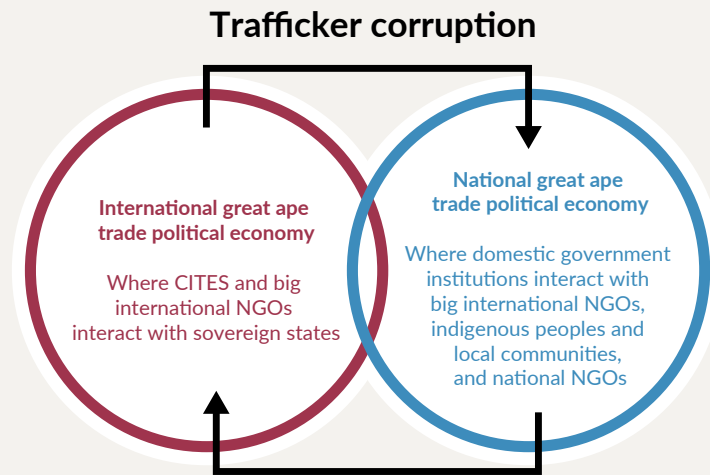 Trafficker corruption
International great ape
trade political economy
Where CITES and big
international NGOs
interact with sovereign states
National great ape
trade political economy
Where domestic government
institutions interact with
big international NGOs,
indigenous peoples and
local communities,
and national NGOs